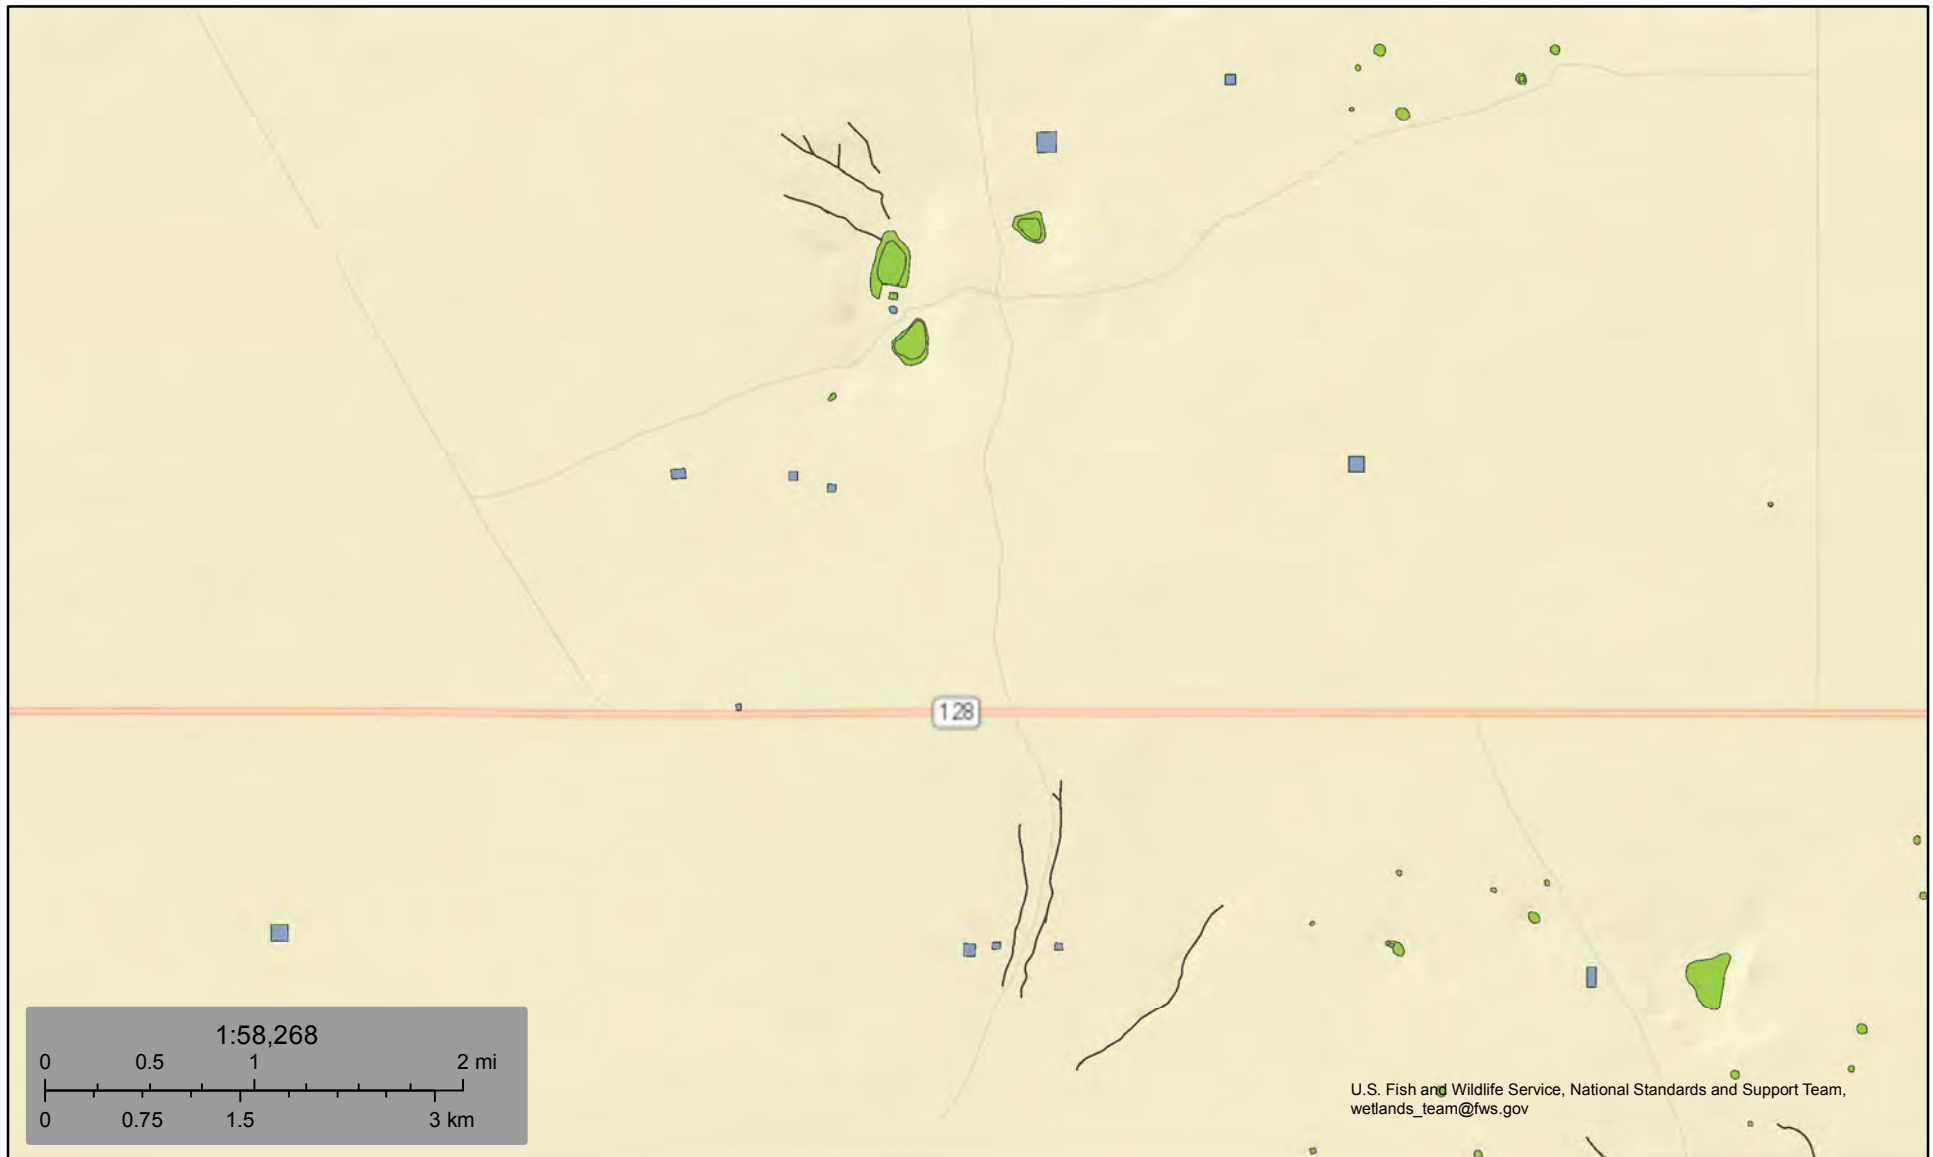 128
1:58,268
0 0.5 1 2 mi
0 0.75 1.5 3 km
U.S. Fish and Wildlife Service, National Standards and Support Team,
wetlands_team@fws.gov